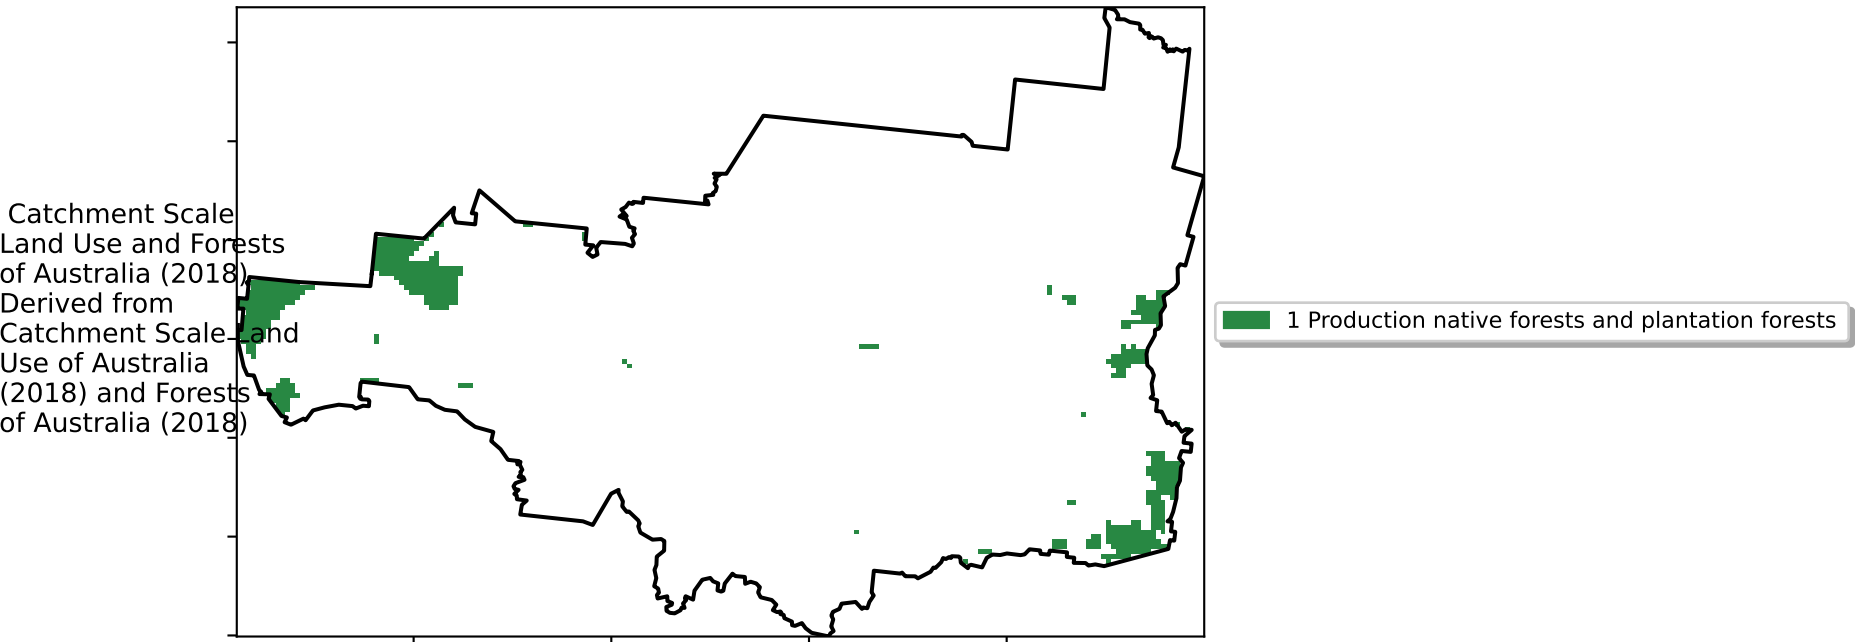 Catchment Scale
Land Use and Forests
of Australia (2018)
Derived from
Catchment Scale Land
Use of Australia
(2018) and Forests
of Australia (2018)
1 Production native forests and plantation forests